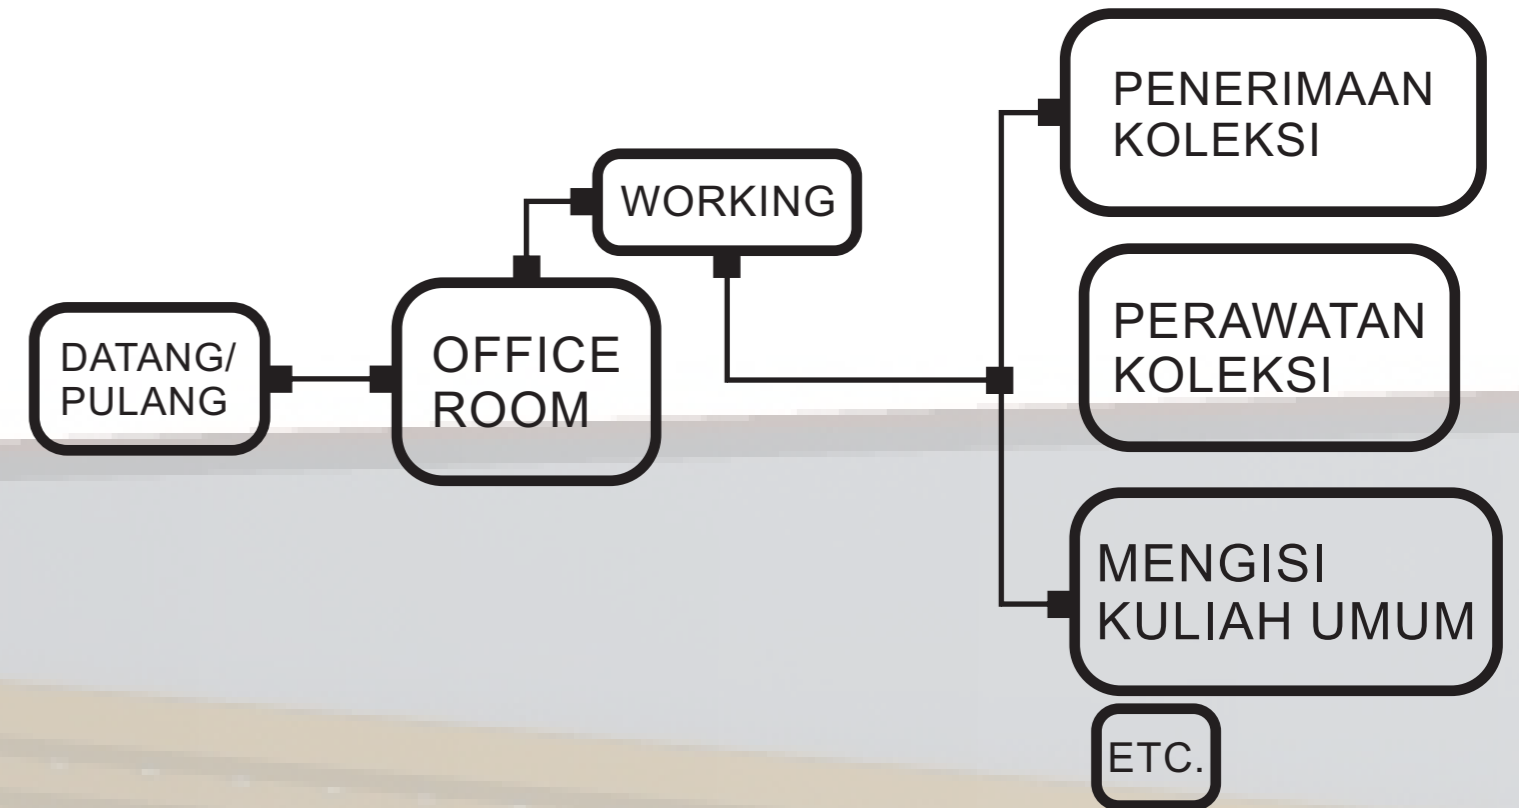 DATANG/
PULANG
OFFICE
ROOM
WORKING
PENERIMAAN
KOLEKSI
PERAWATAN
KOLEKSI
MENGISI
KULIAH UMUM
ETC.